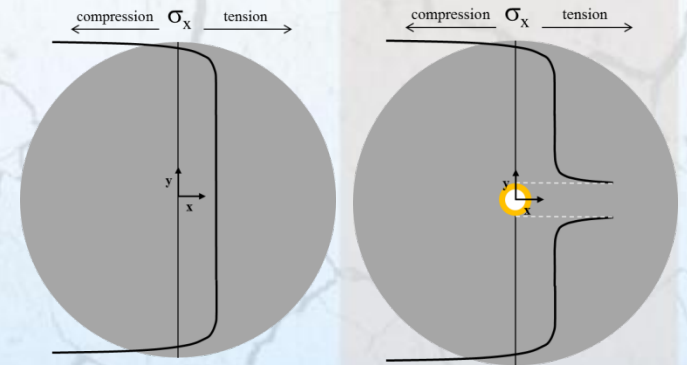 compression σx tension
y
x
compression σx tension
y
x